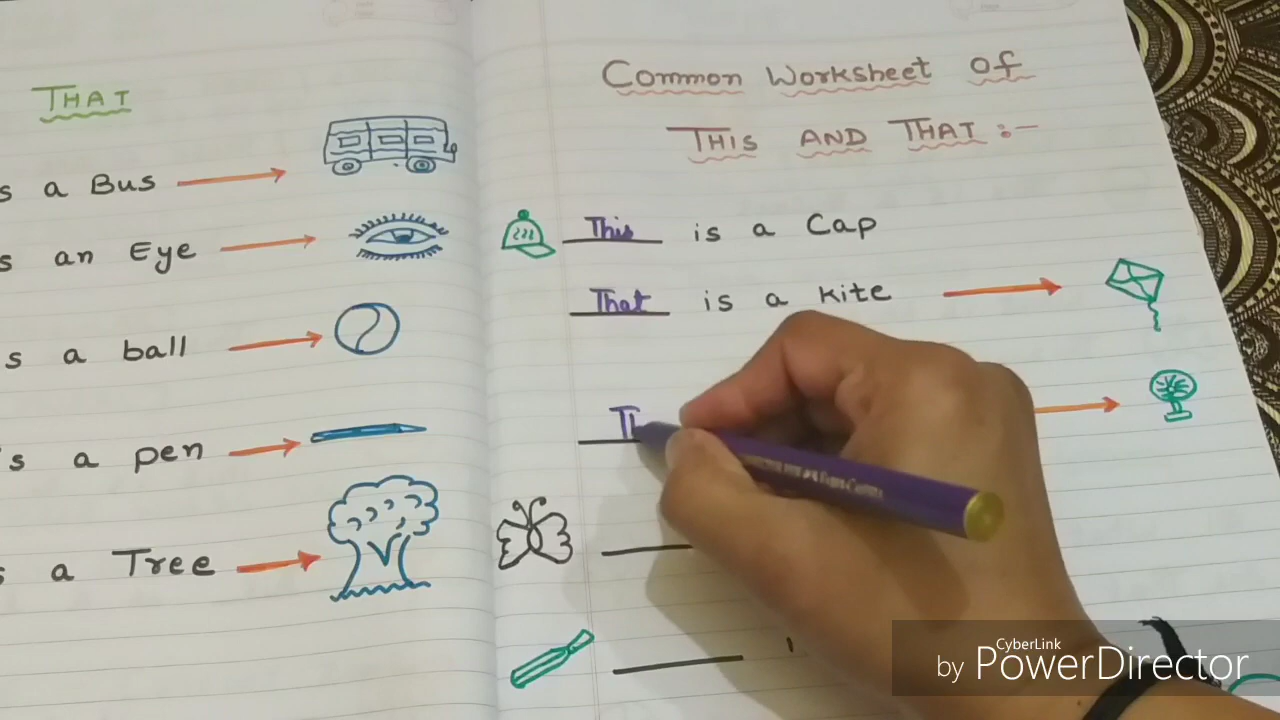 THAT
s a Bus
s an Eye
s a ball
s a pen
s a Tree
Common Worksheet of
THIS AND THAT :-
This is a Cap
That is a kite
Th
CyberLink
by PowerDirector